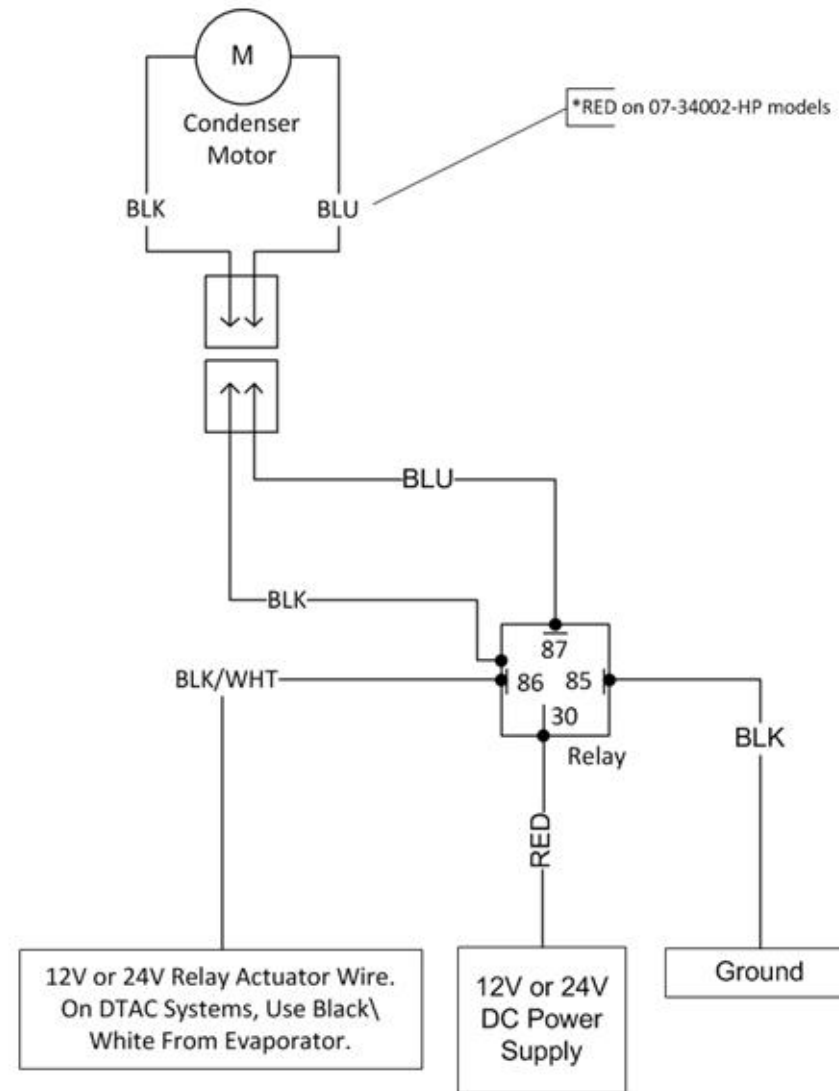 M
Condenser
Motor
*RED on 07-34002-HP models
BLK
BLU
BLU
BLK
87
BLK/WHT
86
85
30
Relay
BLK
RED
12V or 24V Relay Actuator Wire.
On DTAC Systems, Use Black\
White From Evaporator.
12V or 24V
DC Power
Supply
Ground